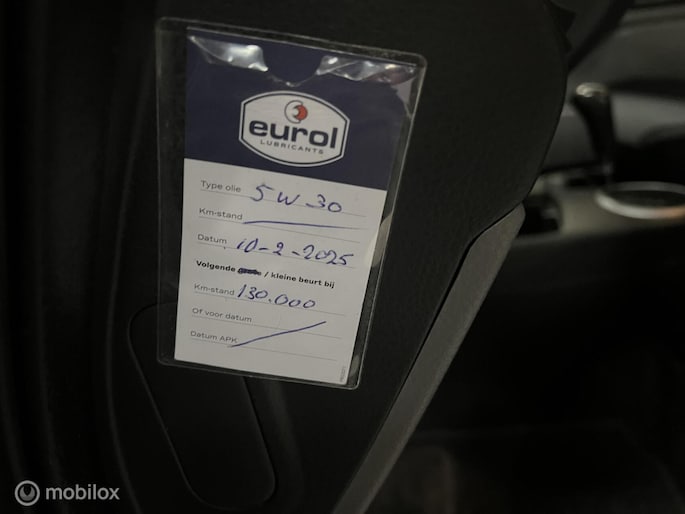 eurol
LUBRICANTS
Type olie 5W-30
Km-stand
Datum 10-2-2025
Volgende / kleine beurt bij
Km-stand 130.000
Of voor datum
Datum APK
mobilox